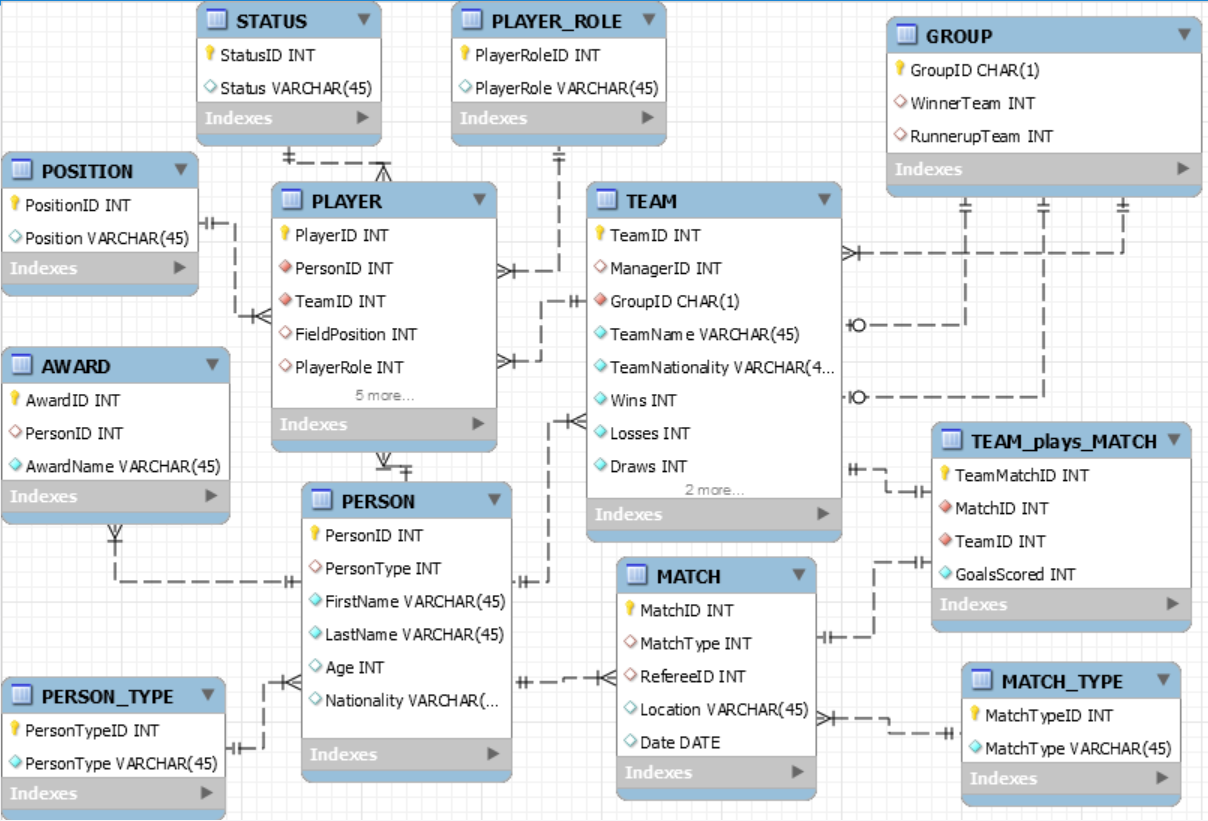 STATUS
StatusID INT
Status VARCHAR(45)
Indexes
PLAYER_ROLE
PlayerRoleID INT
PlayerRole VARCHAR(45)
Indexes
GROUP
GroupID CHAR(1)
WinnerTeam INT
RunnerupTeam INT
Indexes
POSITION
PositionID INT
Position VARCHAR(45)
Indexes
PLAYER
PlayerID INT
PersonID INT
TeamID INT
FieldPosition INT
PlayerRole INT
5 more...
Indexes
TEAM
TeamID INT
ManagerID INT
GroupID CHAR(1)
TeamName VARCHAR(45)
TeamNationality VARCHAR(4...
Wins INT
Losses INT
Draws INT
2 more...
Indexes
AWARD
AwardID INT
PersonID INT
AwardName VARCHAR(45)
Indexes
TEAM_plays_MATCH
TeamMatchID INT
MatchID INT
TeamID INT
GoalsScored INT
Indexes
PERSON
PersonID INT
PersonType INT
FirstName VARCHAR(45)
LastName VARCHAR(45)
Age INT
Nationality VARCHAR(...
Indexes
MATCH
MatchID INT
MatchType INT
RefereeID INT
Location VARCHAR(45)
Date DATE
Indexes
PERSON_TYPE
PersonTypeID INT
PersonType VARCHAR(45)
Indexes
MATCH_TYPE
MatchTypeID INT
MatchType VARCHAR(45)
Indexes